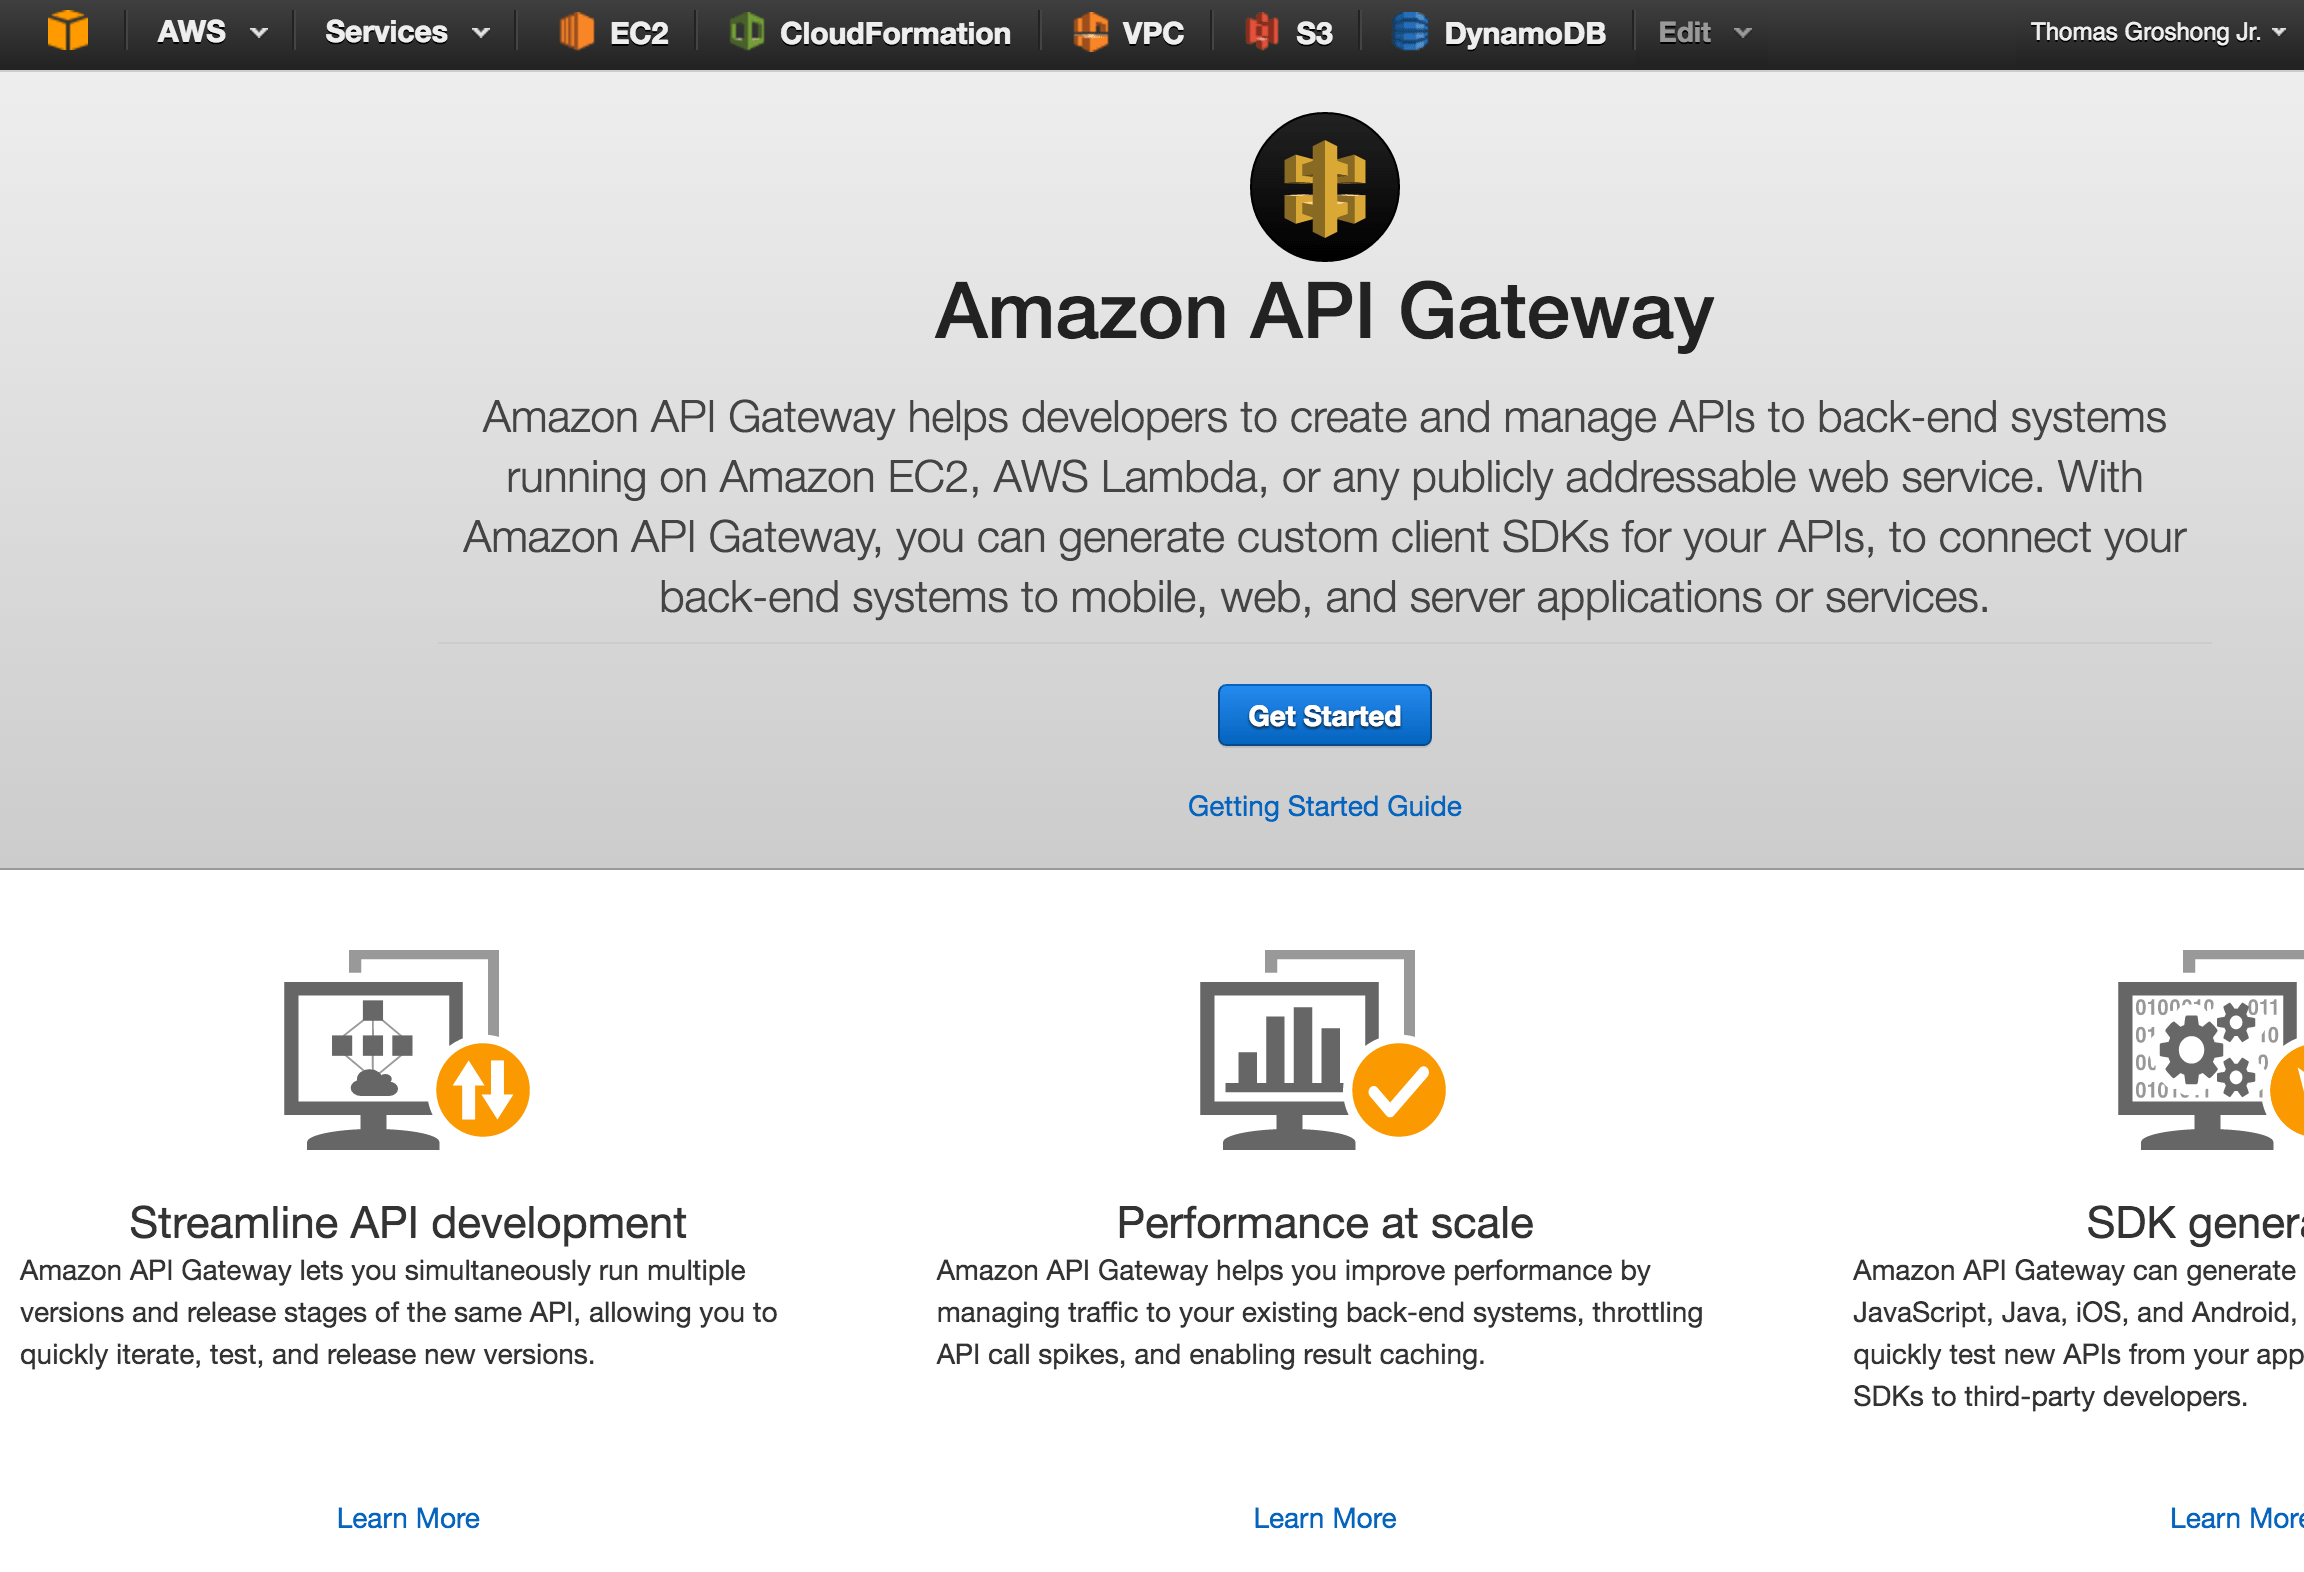 AWS Services EC2 CloudFormation VPC S3 DynamoDB Edit Thomas Groshong Jr.
Amazon API Gateway
Amazon API Gateway helps developers to create and manage APIs to back-end systems
running on Amazon EC2, AWS Lambda, or any publicly addressable web service. With
Amazon API Gateway, you can generate custom client SDKs for your APIs, to connect your
back-end systems to mobile, web, and server applications or services.
Get Started
Getting Started Guide
Streamline API development
Amazon API Gateway lets you simultaneously run multiple
versions and release stages of the same API, allowing you to
quickly iterate, test, and release new versions.
Learn More
Performance at scale
Amazon API Gateway helps you improve performance by
managing traffic to your existing back-end systems, throttling
API call spikes, and enabling result caching.
Learn More
SDK
Amazon API Gateway can generate
JavaScript, Java, iOS, and Android,
quickly test new APIs from your app
SDKs to third-party developers.
Learn More